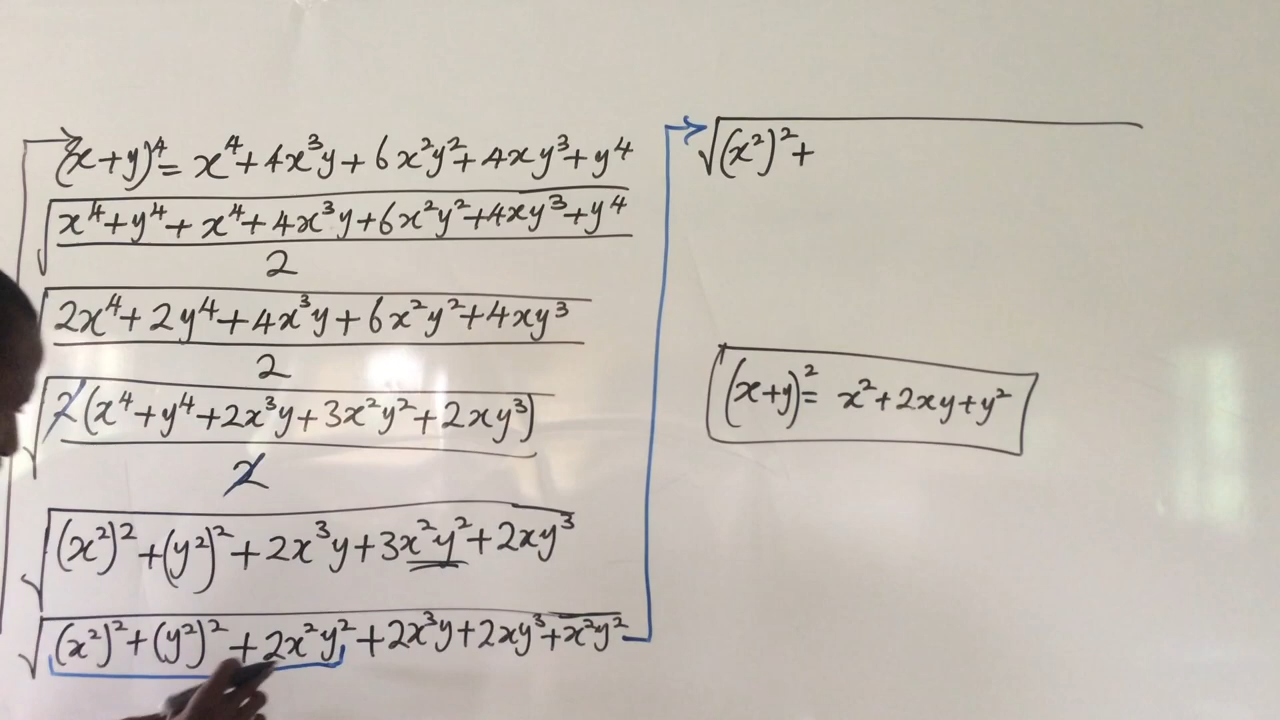 (x+y)⁴ = x⁴ + 4x³y + 6x²y² + 4xy³ + y⁴
√(x⁴ + y⁴ + x⁴ + 4x³y + 6x²y² + 4xy³ + y⁴
2
√(2x⁴ + 2y⁴ + 4x³y + 6x²y² + 4xy³
2
√2(x⁴ + y⁴ + 2x³y + 3x²y² + 2xy³)
2
√(x²)² + (y²)² + 2x³y + 3x²y² + 2xy³
√(x²)² + (y²)² + 2x²y² + 2x³y + 2xy³ + x²y²
√(x²)² +
(x+y)² = x² + 2xy + y²